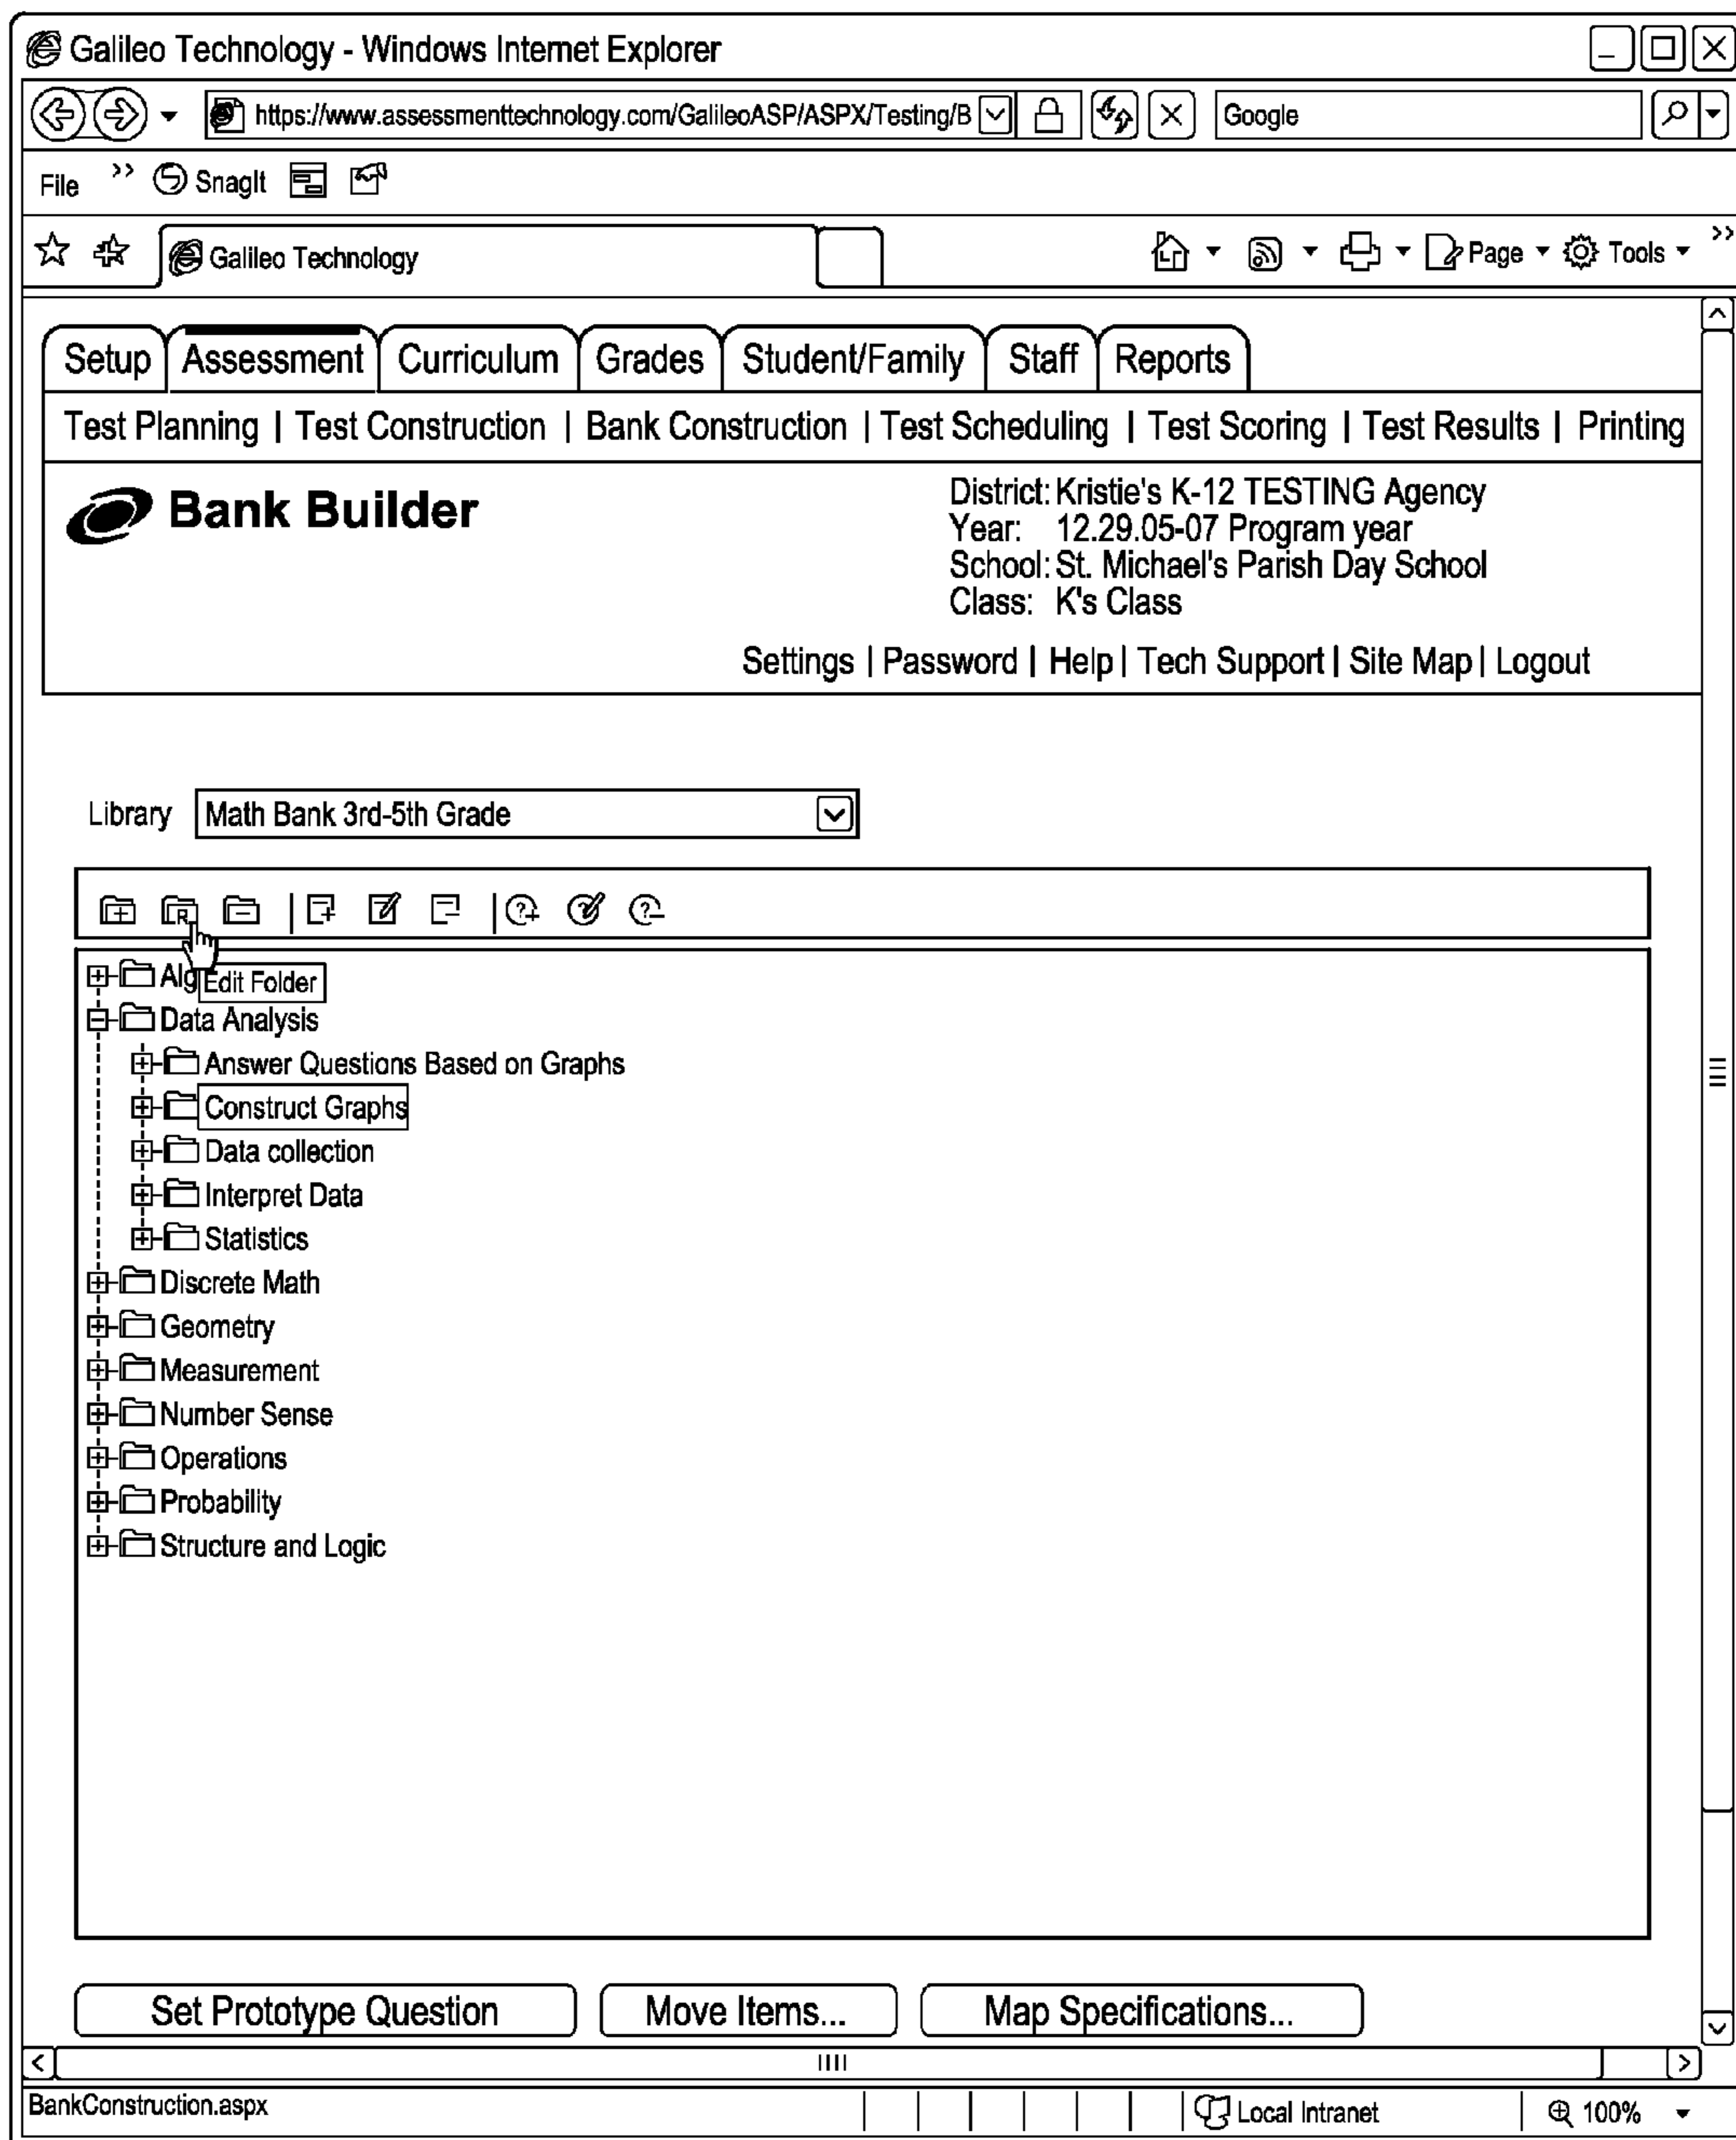 Galileo Technology - Windows Internet Explorer
https://www.assessmenttechnology.com/GalileoASP/ASPX/Testing/B
Google
File >> SnagIt
Galileo Technology
Page Tools >>
Setup Assessment Curriculum Grades Student/Family Staff Reports
Test Planning | Test Construction | Bank Construction | Test Scheduling | Test Scoring | Test Results | Printing
Bank Builder
District: Kristie's K-12 TESTING Agency
Year: 12.29.05-07 Program year
School: St. Michael's Parish Day School
Class: K's Class
Settings | Password | Help | Tech Support | Site Map | Logout
Library Math Bank 3rd-5th Grade
Alg
Edit Folder
Data Analysis
Answer Questions Based on Graphs
Construct Graphs
Data collection
Interpret Data
Statistics
Discrete Math
Geometry
Measurement
Number Sense
Operations
Probability
Structure and Logic
Set Prototype Question Move Items... Map Specifications...
BankConstruction.aspx Local Intranet 100%